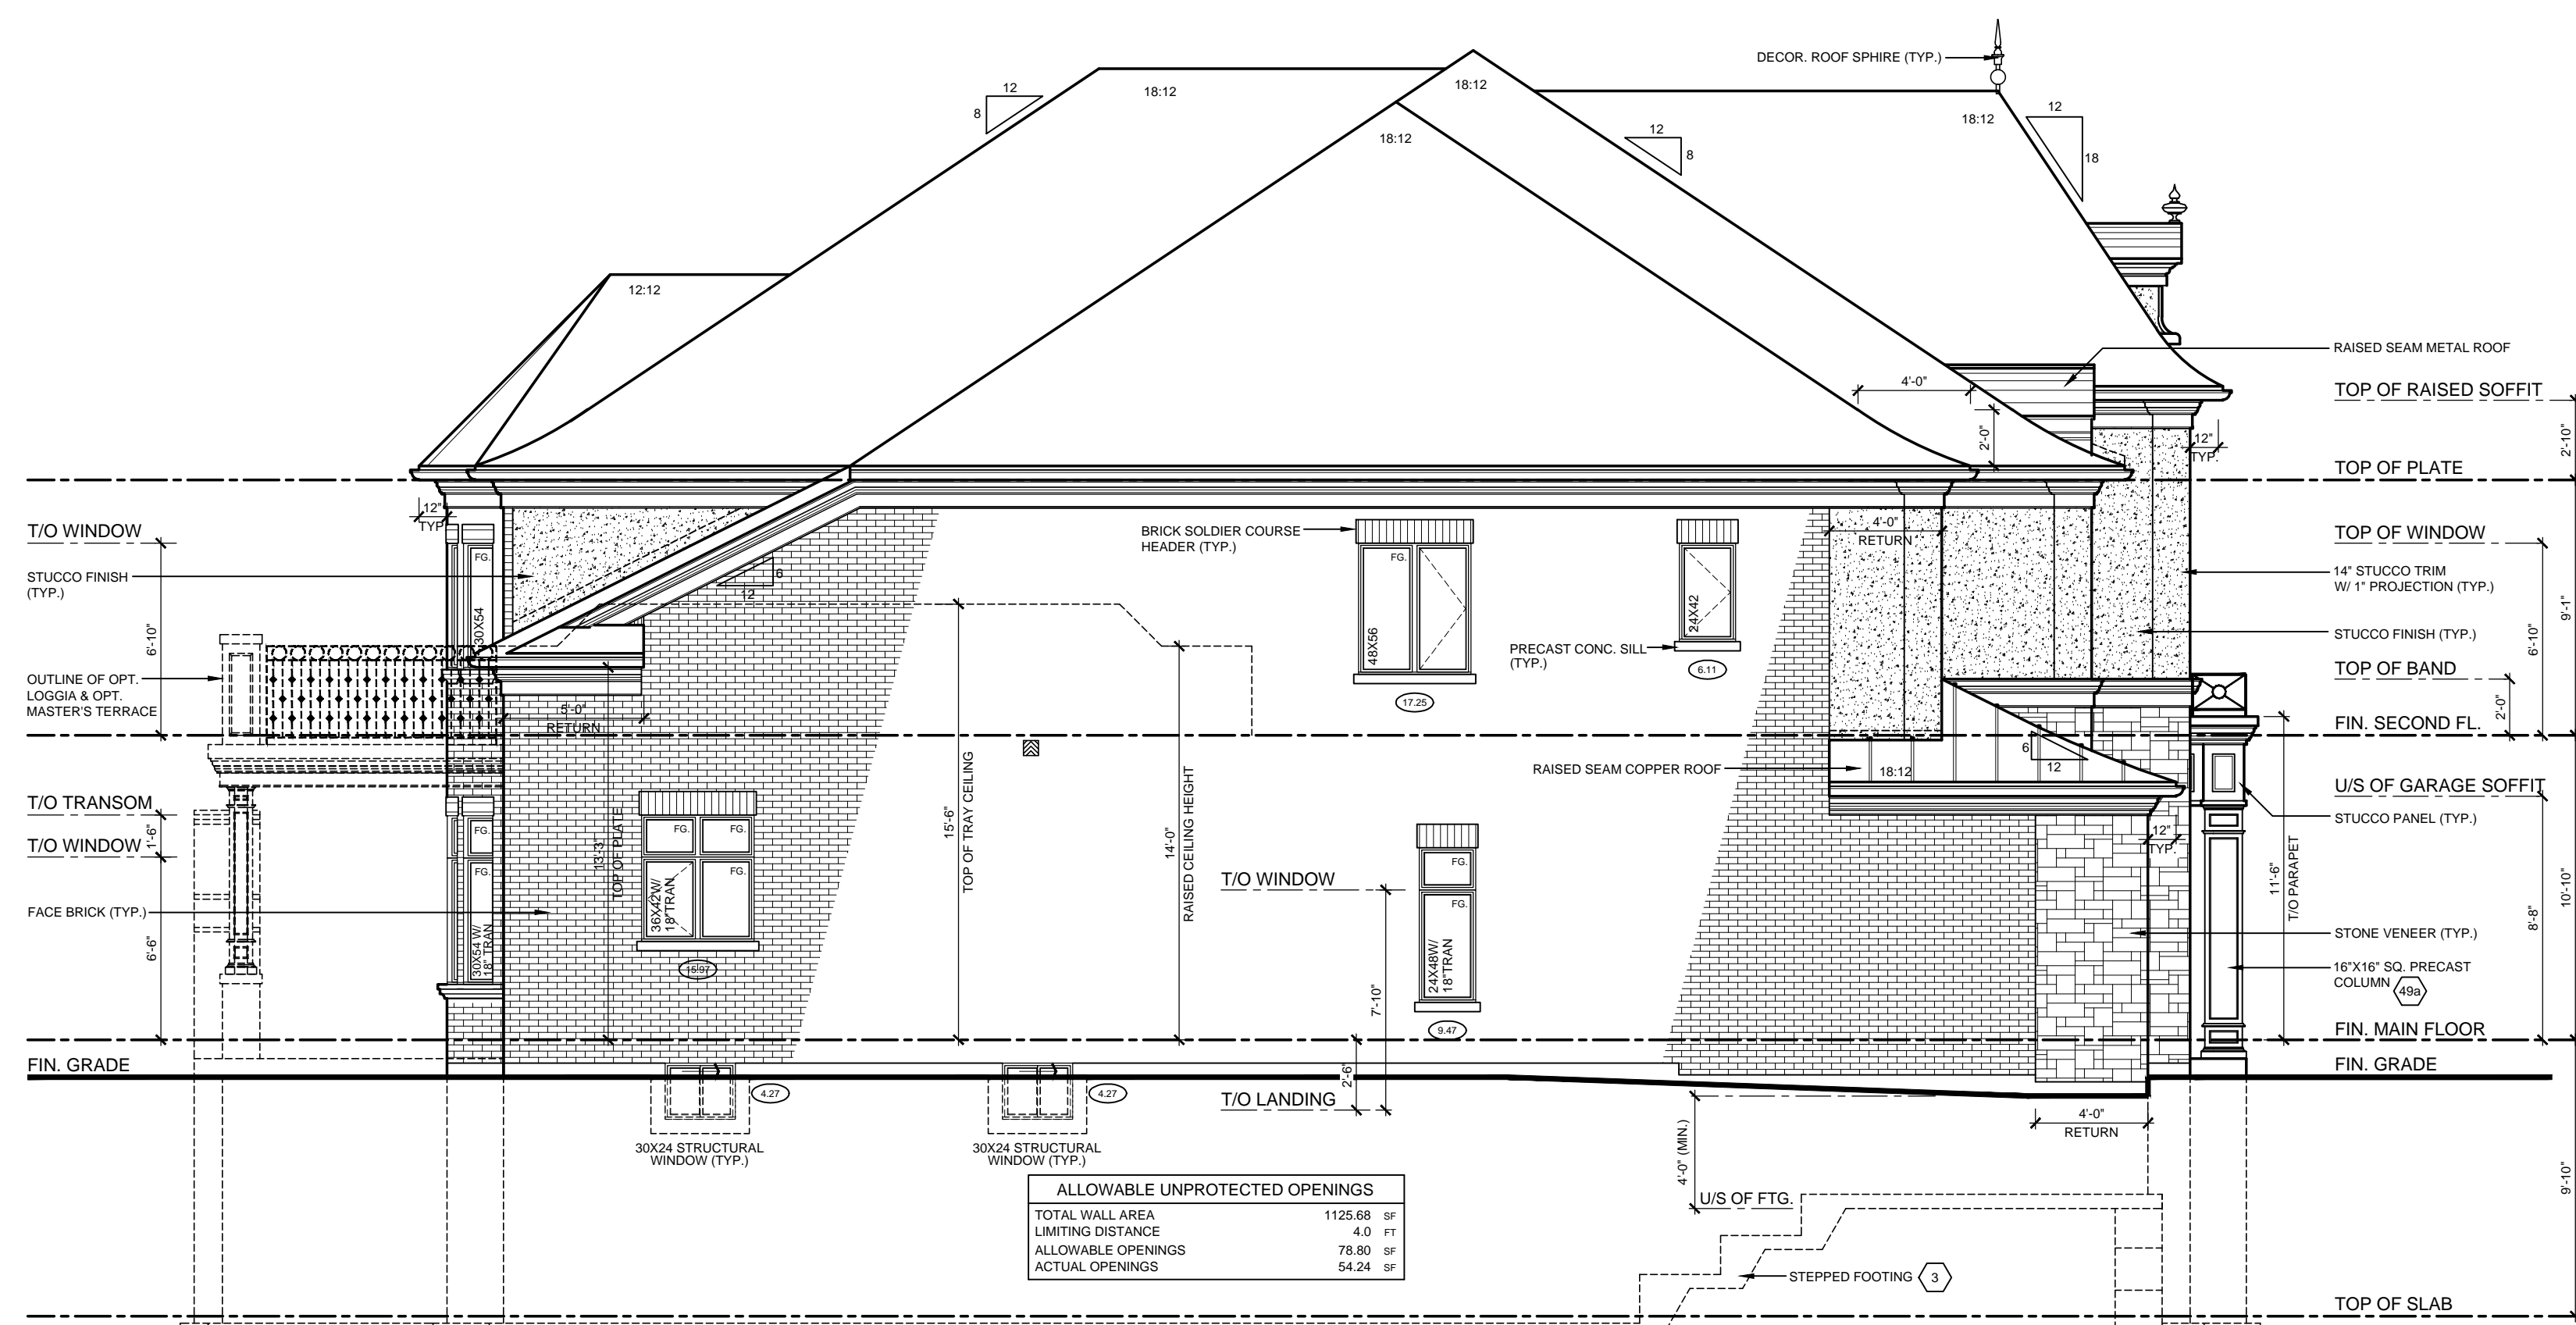 DECOR. ROOF SPHIRE (TYP.)
12
8
18:12
18:12
18:12
12
8
18:12
12
18
12:12
RAISED SEAM METAL ROOF
4'-0"
2'-0"
TOP OF RAISED SOFFIT
12"
TYP.
2'-10"
TOP OF PLATE
12"
TYP
T/O WINDOW
FG.
30X54
STUCCO FINISH
(TYP.)
6'-10"
OUTLINE OF OPT.
LOGGIA & OPT.
MASTER'S TERRACE
6
12
BRICK SOLDIER COURSE
HEADER (TYP.)
FG.
48X56
17.25
24X42
PRECAST CONC. SILL
(TYP.)
6.11
4'-0"
RETURN
TOP OF WINDOW
14" STUCCO TRIM
W/ 1" PROJECTION (TYP.)
9'-1"
6'-10"
STUCCO FINISH (TYP.)
TOP OF BAND
2'-0"
FIN. SECOND FL.
5'-0"
RETURN
RAISED SEAM COPPER ROOF
18:12
6
12
U/S OF GARAGE SOFFIT
STUCCO PANEL (TYP.)
12"
TYP.
T/O TRANSOM
1'-6"
T/O WINDOW
FG.
FG.
30X54 W/
18" TRAN
FACE BRICK (TYP.)
6'-6"
13'-3"
TOP OF PLATE
FG.
FG.
FG.
36X42W/
18"TRAN
15.97
15'-6"
TOP OF TRAY CEILING
14'-0"
RAISED CEILING HEIGHT
T/O WINDOW
FG.
FG.
24X48W/
18"TRAN
9.47
7'-10"
2'-6"
11'-6"
T/O PARAPET
8'-8"
10'-10"
STONE VENEER (TYP.)
16"X16" SQ. PRECAST
COLUMN
49a
FIN. MAIN FLOOR
FIN. GRADE
FIN. GRADE
4.27
4.27
T/O LANDING
30X24 STRUCTURAL
WINDOW (TYP.)
30X24 STRUCTURAL
WINDOW (TYP.)
4'-0"
RETURN
4'-0" (MIN.)
U/S OF FTG.
9'-10"
ALLOWABLE UNPROTECTED OPENINGS
TOTAL WALL AREA 1125.68 SF
LIMITING DISTANCE 4.0 FT
ALLOWABLE OPENINGS 78.80 SF
ACTUAL OPENINGS 54.24 SF
STEPPED FOOTING 3
TOP OF SLAB